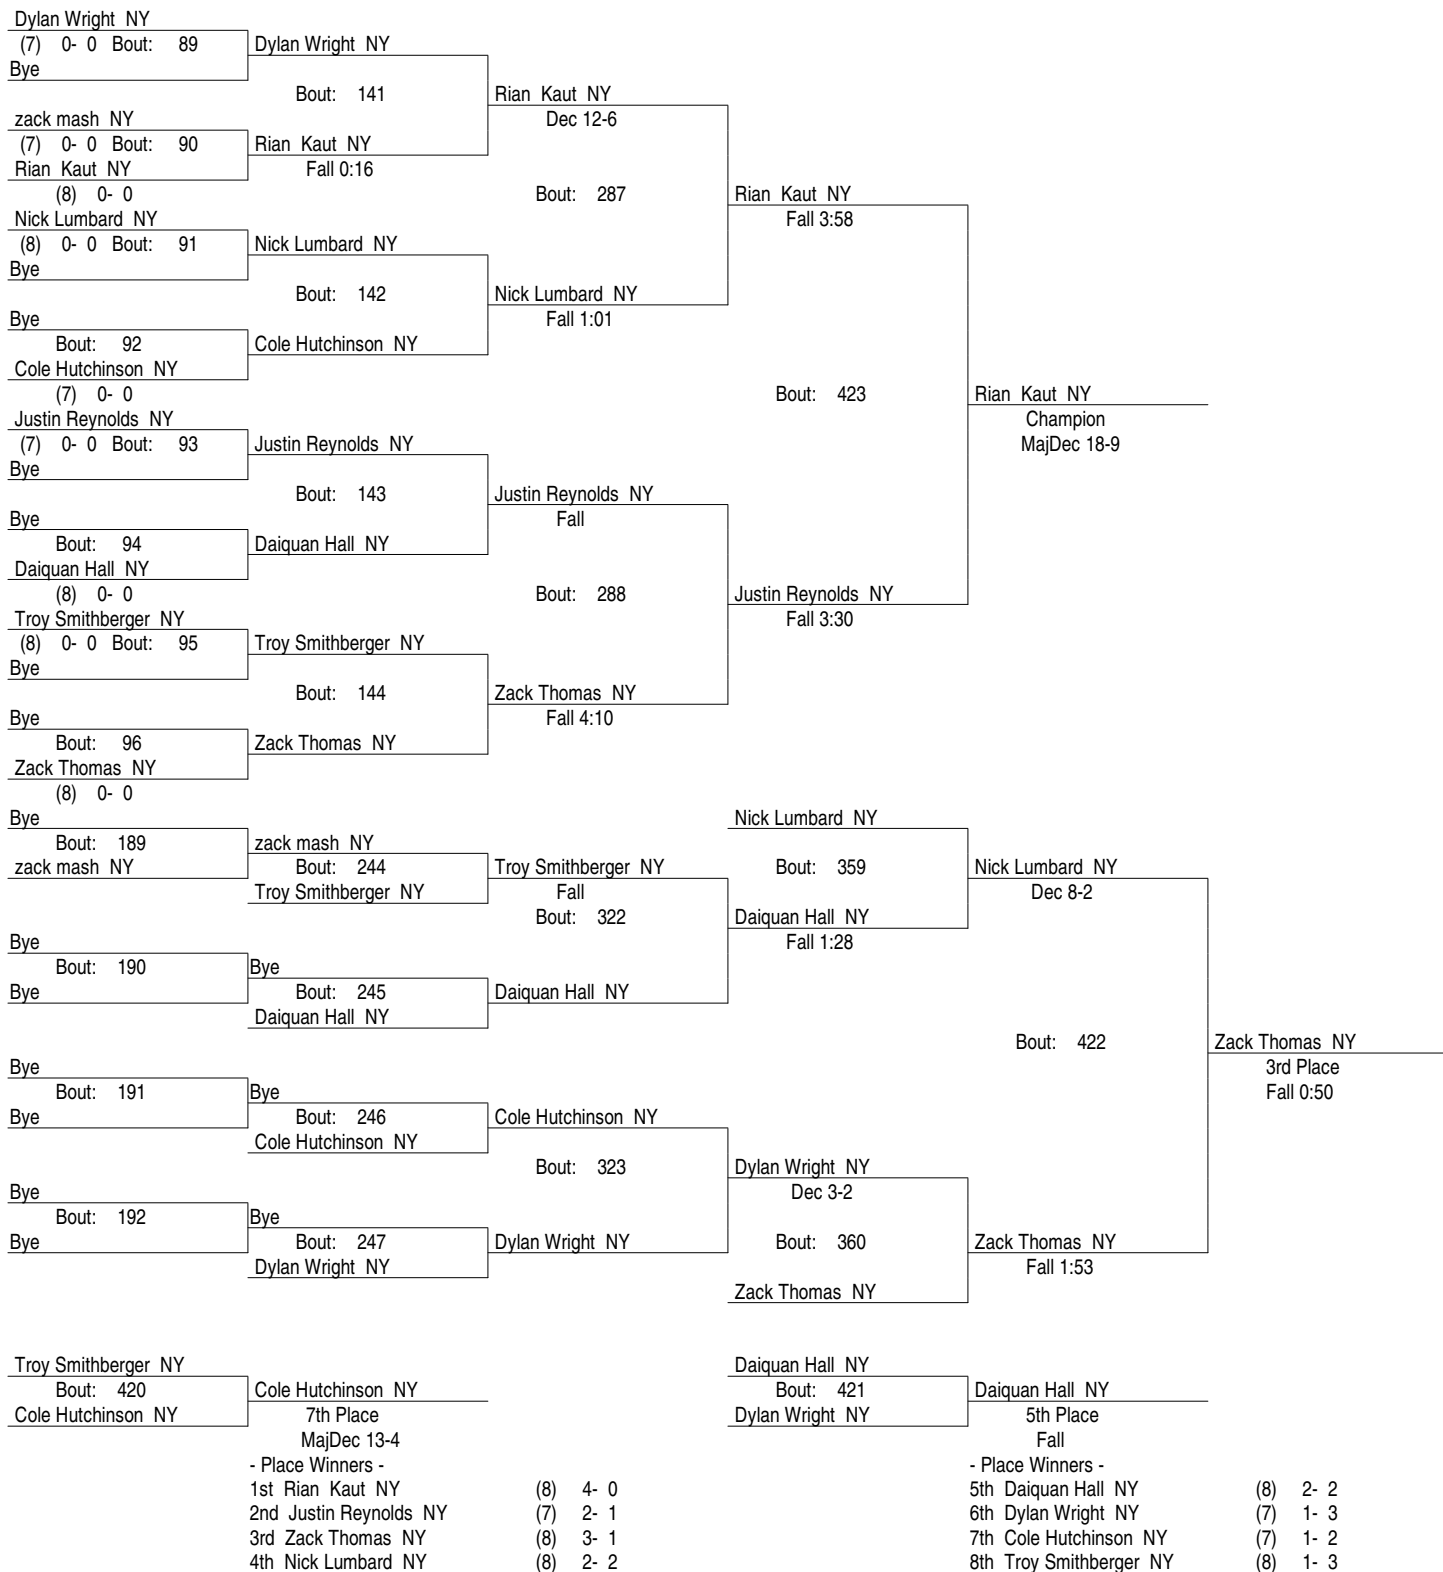 Dylan Wright NY
(7) 0- 0 Bout: 89 Dylan Wright NY
Bye
Bout: 141 Rian Kaut NY
zack mash NY Dec 12-6
(7) 0- 0 Bout: 90 Rian Kaut NY
Rian Kaut NY Fall 0:16
(8) 0- 0 Bout: 287 Rian Kaut NY
Nick Lumbard NY Fall 3:58
(8) 0- 0 Bout: 91 Nick Lumbard NY
Bye
Bout: 142 Nick Lumbard NY
Bye Fall 1:01
Bout: 92 Cole Hutchinson NY
Cole Hutchinson NY
(7) 0- 0 Bout: 423 Rian Kaut NY
Justin Reynolds NY Champion
(7) 0- 0 Bout: 93 Justin Reynolds NY MajDec 18-9
Bye
Bout: 143 Justin Reynolds NY
Bye Fall
Bout: 94 Daiquan Hall NY
Daiquan Hall NY
(8) 0- 0 Bout: 288 Justin Reynolds NY
Troy Smithberger NY Fall 3:30
(8) 0- 0 Bout: 95 Troy Smithberger NY
Bye
Bout: 144 Zack Thomas NY
Bye Fall 4:10
Bout: 96 Zack Thomas NY
Zack Thomas NY
(8) 0- 0
Bye Nick Lumbard NY
Bout: 189 zack mash NY
zack mash NY Bout: 244 Troy Smithberger NY Bout: 359 Nick Lumbard NY
Troy Smithberger NY Fall Dec 8-2
Bout: 322 Daiquan Hall NY
Bye Fall 1:28
Bout: 190 Bye
Bye Bout: 245 Daiquan Hall NY
Daiquan Hall NY
Bout: 422 Zack Thomas NY
Bye 3rd Place
Bout: 191 Bye Fall 0:50
Bye Bout: 246 Cole Hutchinson NY
Cole Hutchinson NY
Bout: 323 Dylan Wright NY
Bye Dec 3-2
Bout: 192 Bye
Bye Bout: 247 Dylan Wright NY Bout: 360 Zack Thomas NY
Dylan Wright NY Fall 1:53
Zack Thomas NY
Troy Smithberger NY Daiquan Hall NY
Bout: 420 Cole Hutchinson NY Bout: 421 Daiquan Hall NY
Cole Hutchinson NY 7th Place Dylan Wright NY 5th Place
MajDec 13-4 Fall
- Place Winners - - Place Winners -
1st Rian Kaut NY (8) 4- 0 5th Daiquan Hall NY (8) 2- 2
2nd Justin Reynolds NY (7) 2- 1 6th Dylan Wright NY (7) 1- 3
3rd Zack Thomas NY (8) 3- 1 7th Cole Hutchinson NY (7) 1- 2
4th Nick Lumbard NY (8) 2- 2 8th Troy Smithberger NY (8) 1- 3